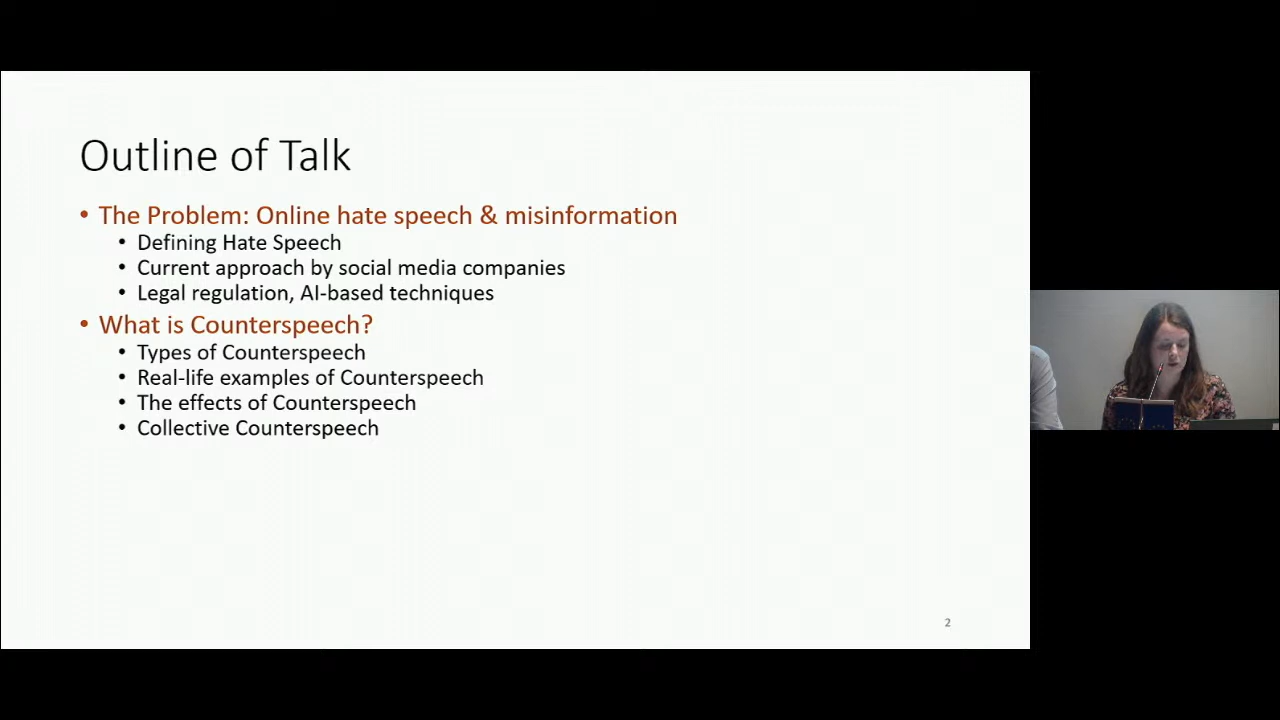 Outline of Talk
• The Problem: Online hate speech & misinformation
• Defining Hate Speech
• Current approach by social media companies
• Legal regulation, AI-based techniques
• What is Counterspeech?
• Types of Counterspeech
• Real-life examples of Counterspeech
• The effects of Counterspeech
• Collective Counterspeech
2